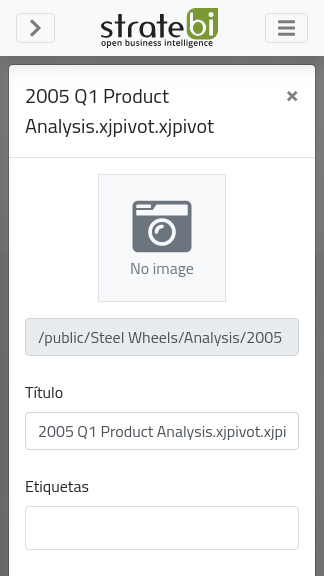 stratebi
open business intelligence
2005 Q1 Product
Analysis.xjpivot.xjpivot
×
No image
/public/Steel Wheels/Analysis/2005
Título
2005 Q1 Product Analysis.xjpivot.xjpi
Etiquetas